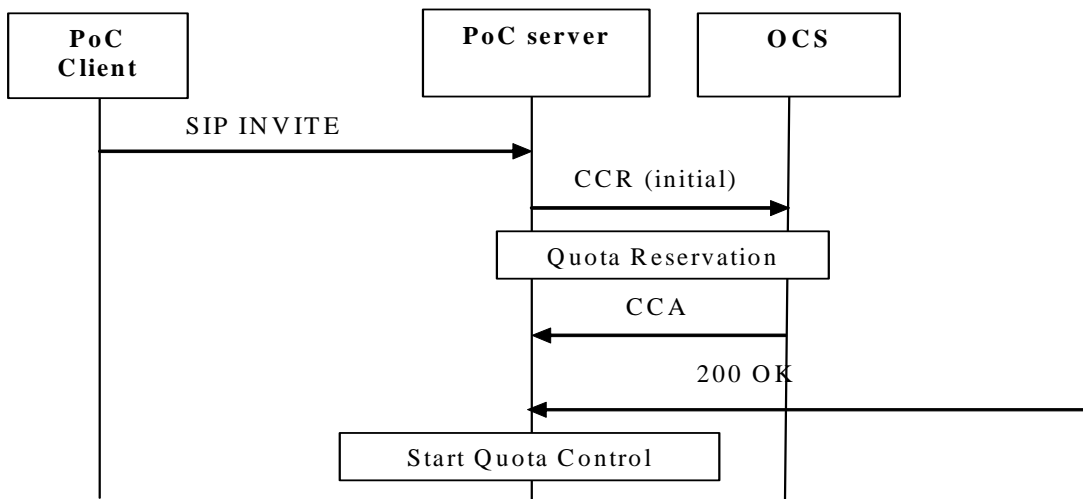 PoC
Client
PoC server
OCS
SIP INVITE
CCR (initial)
Quota Reservation
CCA
200 OK
Start Quota Control